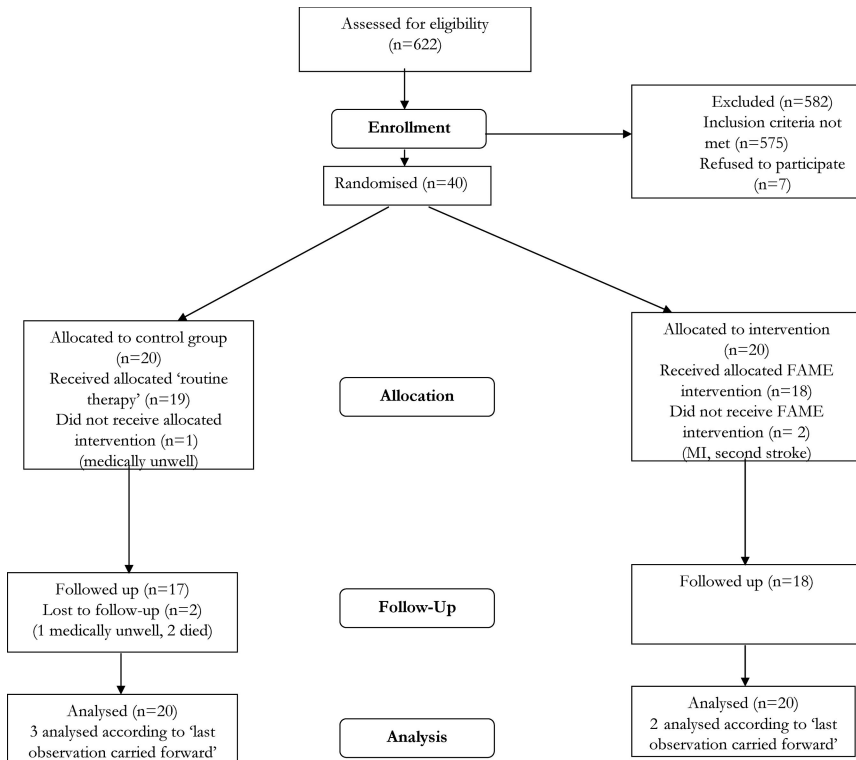 Assessed for eligibility
(n=622)
Excluded (n=582)
Inclusion criteria not
met (n=575)
Refused to participate
(n=7)
Enrollment
Randomised (n=40)
Allocated to control group
(n=20)
Received allocated ‘routine
therapy’ (n=19)
Did not receive allocated
intervention (n=1)
(medically unwell)
Allocation
Allocated to intervention
(n=20)
Received allocated FAME
intervention (n=18)
Did not receive FAME
intervention (n= 2)
(MI, second stroke)
Followed up (n=17)
Lost to follow-up (n=2)
(1 medically unwell, 2 died)
Follow-Up
Followed up (n=18)
Analysed (n=20)
3 analysed according to ‘last
observation carried forward’
Analysis
Analysed (n=20)
2 analysed according to ‘last
observation carried forward’